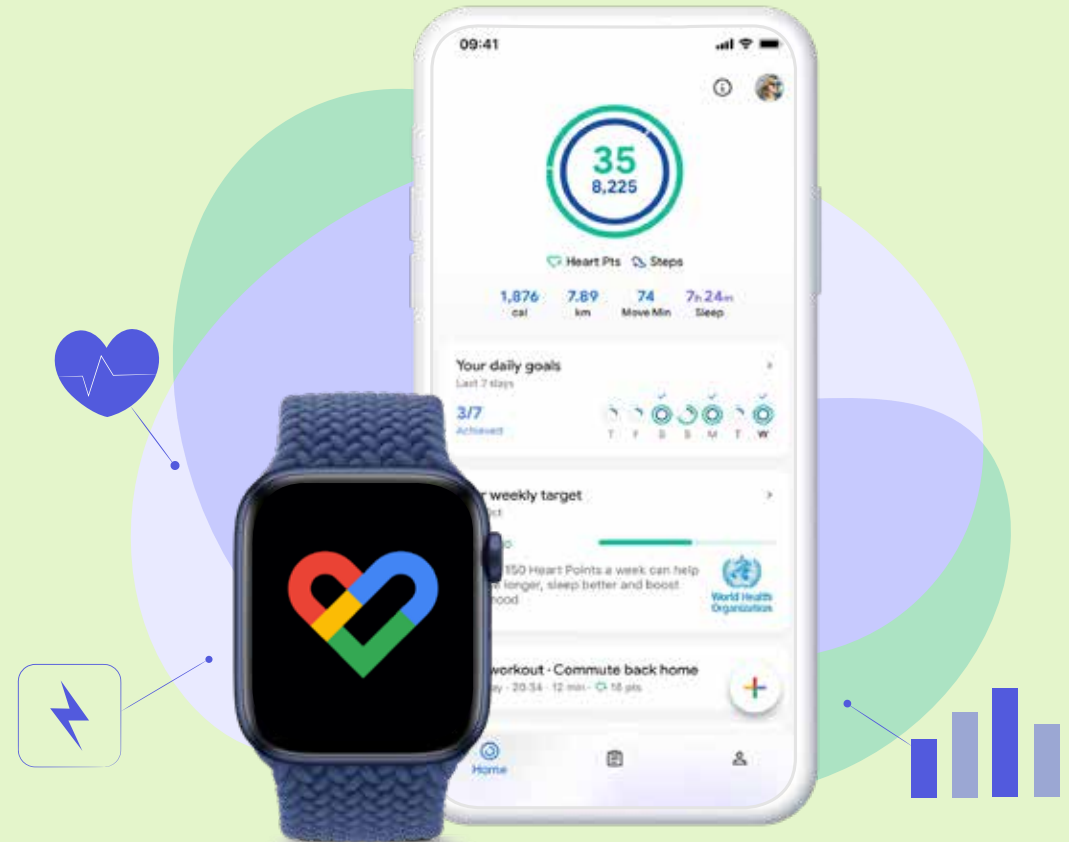 09:41
35
8,225
Heart Pts Steps
1,876 7.89 74 7h 24m
cal km Move Min Sleep
Your daily goals
Last 7 days
3/7
Achieved
T F S S M T W
weekly target
150 Heart Points a week can help
longer, sleep better and boost
World Health
Organization
workout · Commute back home
20:34 · 12 min · 18 pts
Home